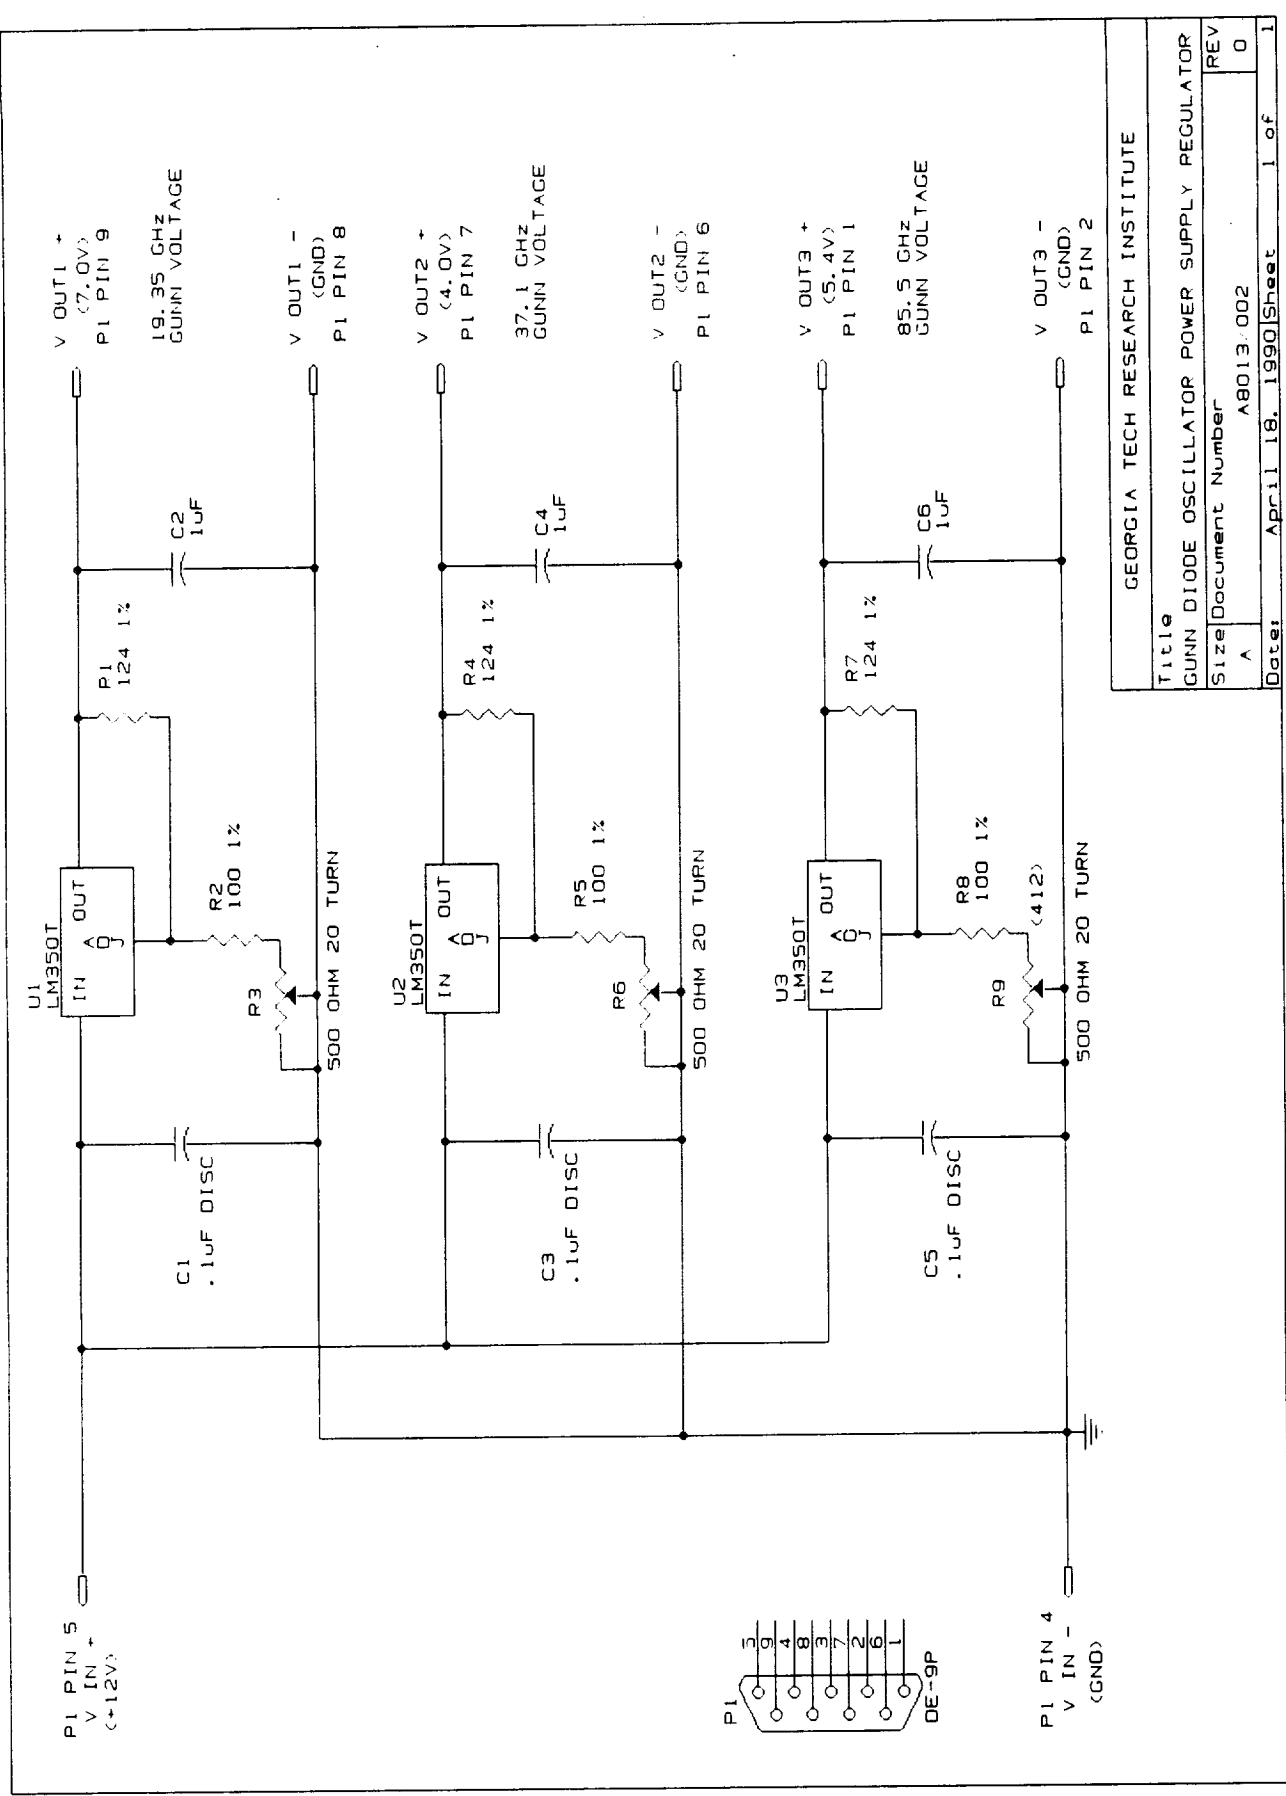 P1 PIN 5
V IN +
(+12V)
U1
LM350T
IN
OUT
ADJ
P1
124 1%
R2
100 1%
R3
500 OHM 20 TURN
C1
.1uF DISC
C2
1uF
V OUT1 +
(7.0V)
P1 PIN 9
19.35 GHz
GUNN VOLTAGE
V OUT1 -
(GND)
P1 PIN 8
U2
LM350T
IN
OUT
ADJ
R4
124 1%
R5
100 1%
R6
500 OHM 20 TURN
C3
.1uF DISC
C4
1uF
V OUT2 +
(4.0V)
P1 PIN 7
37.1 GHZ
GUNN VOLTAGE
V OUT2 -
(GND)
P1 PIN 6
U3
LM350T
IN
OUT
ADJ
R7
124 1%
R8
100 1%
(412)
R9
500 OHM 20 TURN
C5
.1uF DISC
C6
1uF
V OUT3 +
(5.4V)
P1 PIN 1
85.5 GHz
GUNN VOLTAGE
V OUT3 -
(GND)
P1 PIN 2
P1
5
9
4
8
3
7
2
6
1
DE-9P
P1 PIN 4
V IN -
(GND)
GEORGIA TECH RESEARCH INSTITUTE
Title
GUNN DIODE OSCILLATOR POWER SUPPLY PEGULATOR
Size Document Number REV
A A8013/002 0
Date: April 18, 1990 Sheet 1 of 1